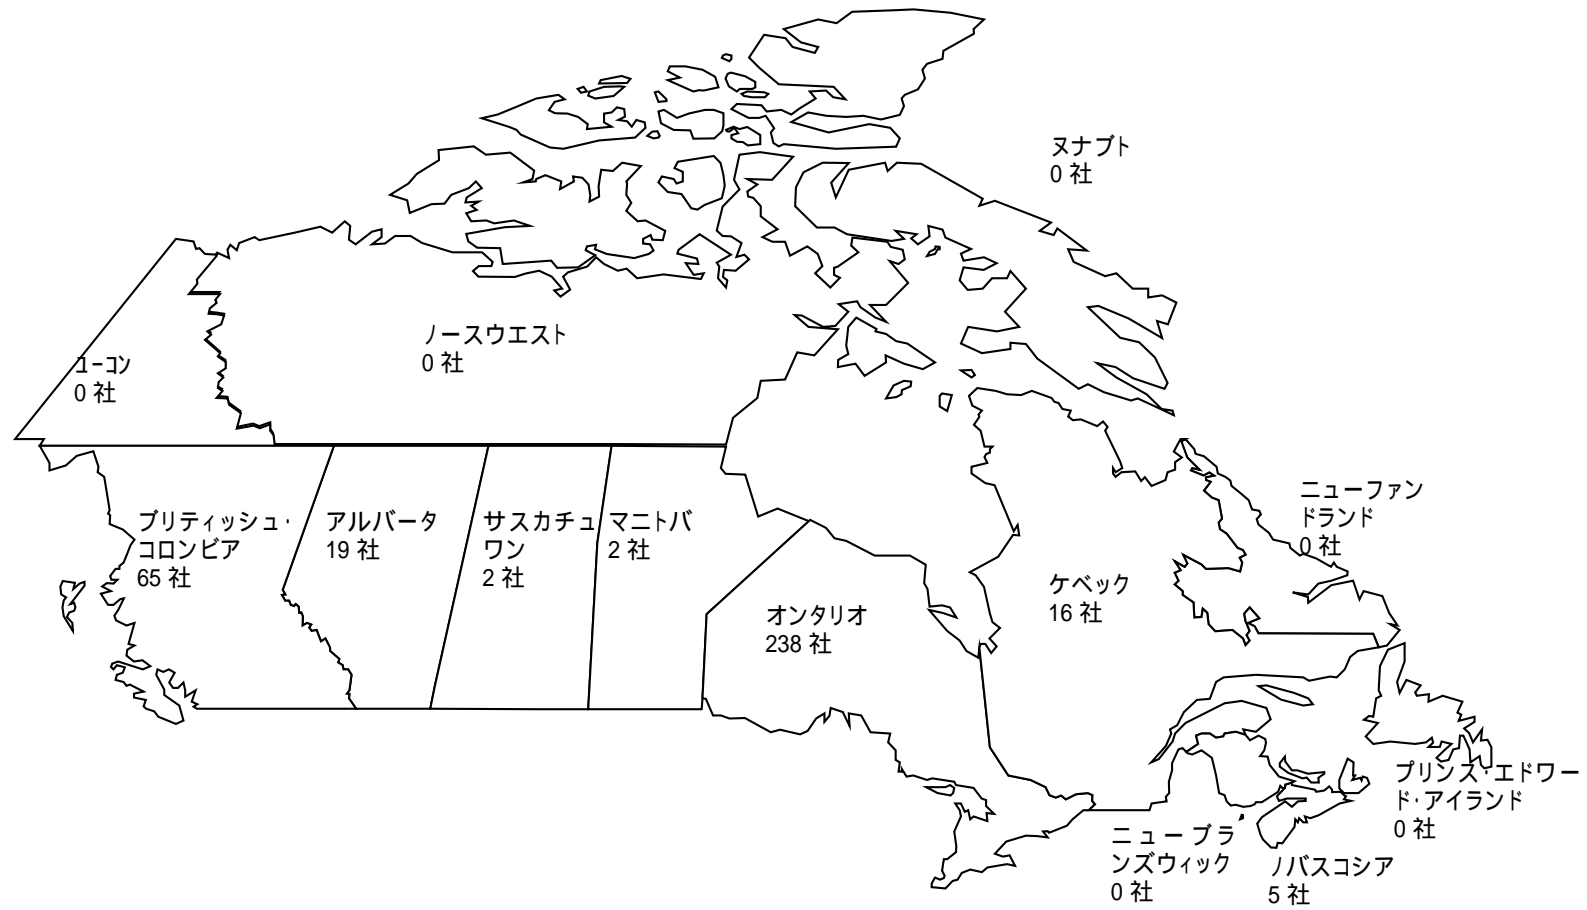 ヌナブト
0 社
ノースウエスト
0 社
ユーコン
0 社
ブリティッシュ・
コロンビア
65 社
アルバータ
19 社
サスカチュ
ワン
2 社
マニトバ
2 社
オンタリオ
238 社
ケベック
16 社
ニューファン
ドランド
0 社
プリンス・エドワー
ド・アイランド
0 社
ニューブラ
ンズウィック
0 社
ノバスコシア
5 社